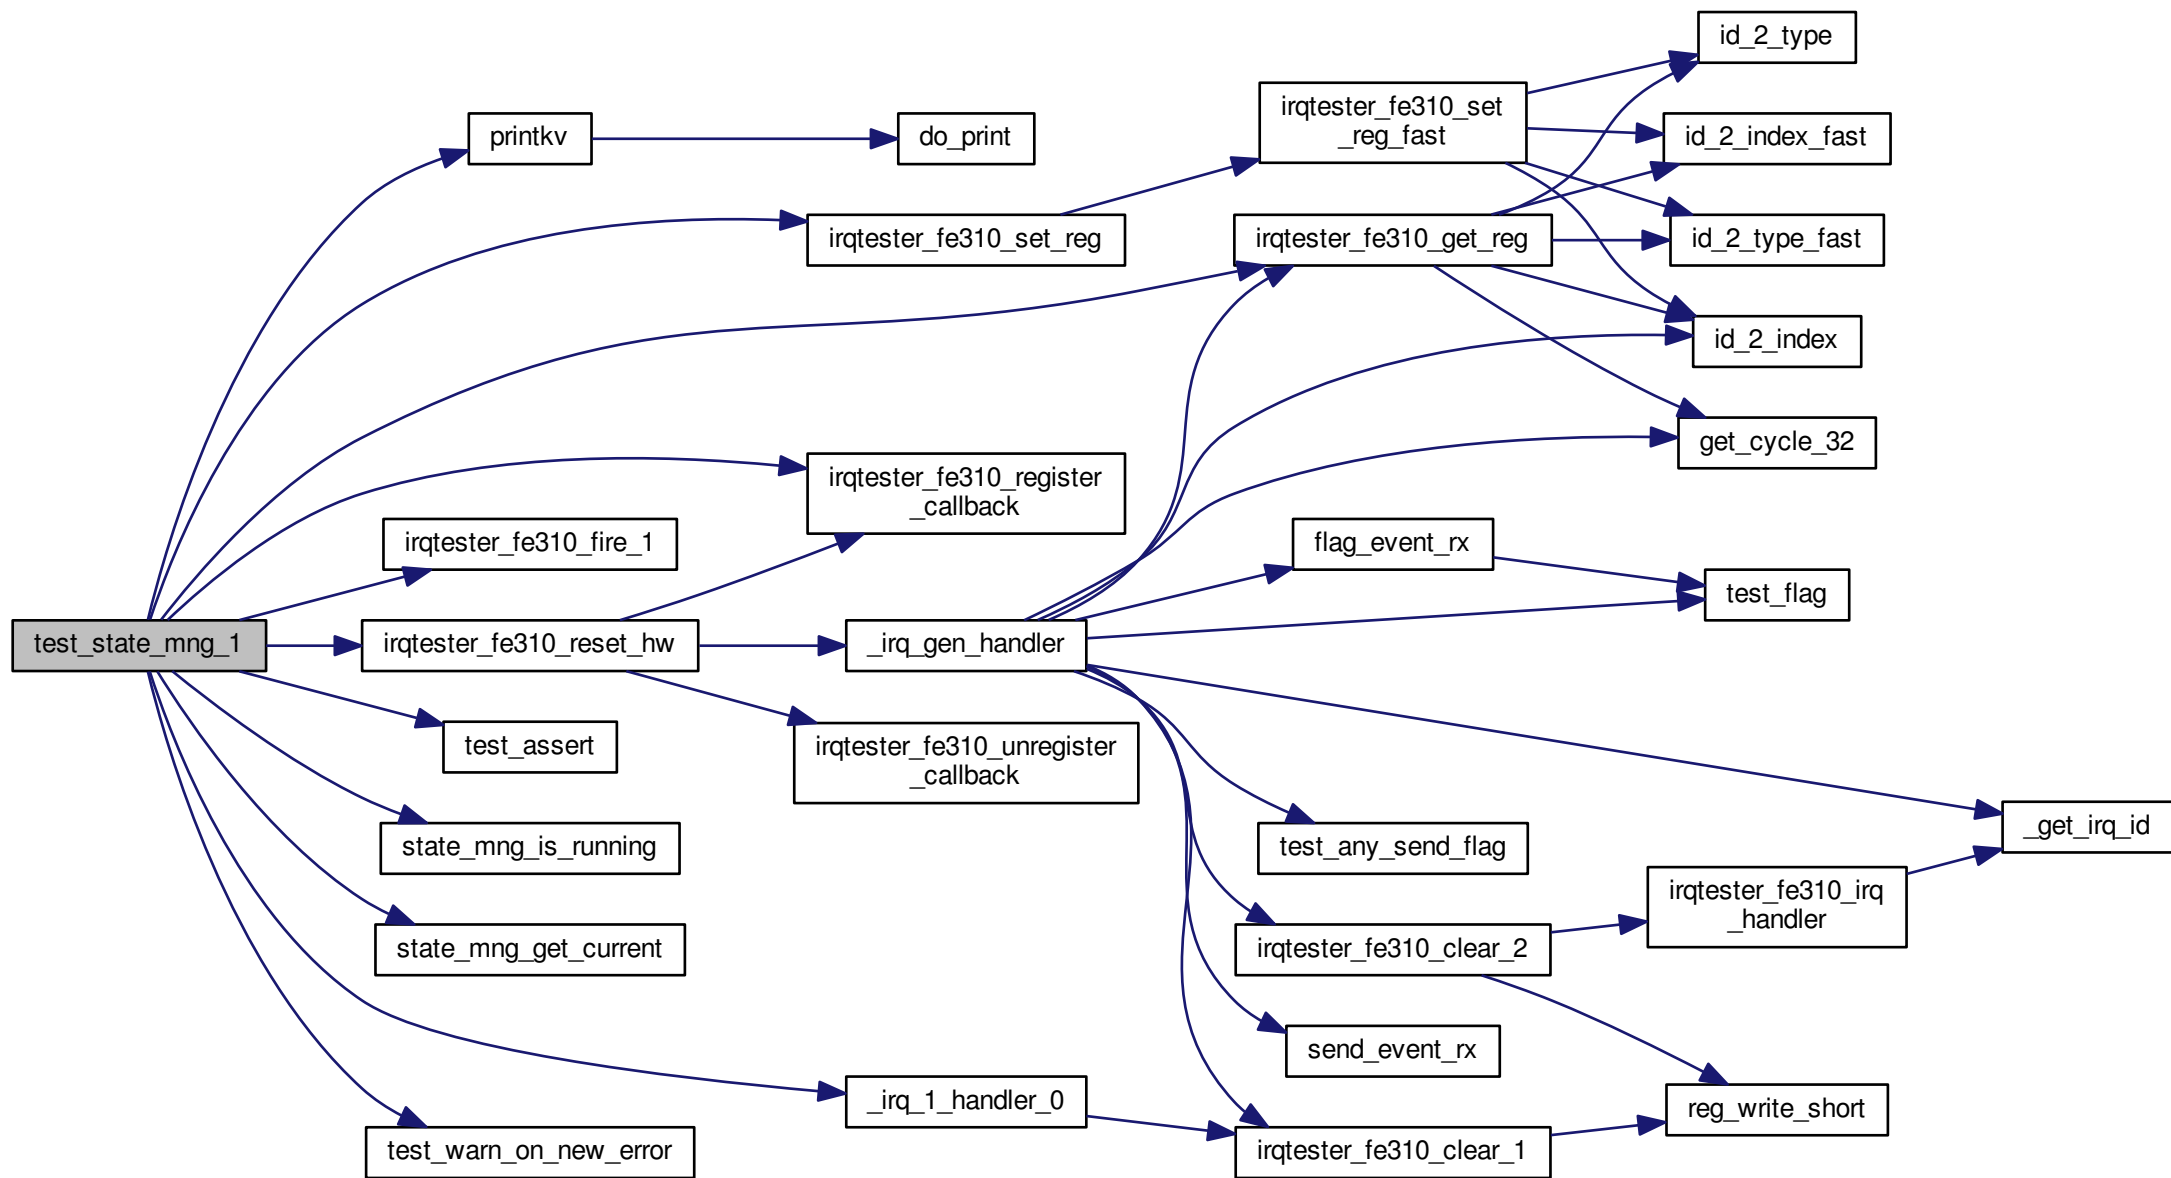 id_2_type
irqtester_fe310_set
_reg_fast
printkv
do_print
id_2_index_fast
irqtester_fe310_set_reg
irqtester_fe310_get_reg
id_2_type_fast
id_2_index
get_cycle_32
irqtester_fe310_register
_callback
irqtester_fe310_fire_1
flag_event_rx
test_flag
test_state_mng_1
irqtester_fe310_reset_hw
_irq_gen_handler
test_assert
irqtester_fe310_unregister
_callback
state_mng_is_running
test_any_send_flag
_get_irq_id
irqtester_fe310_irq
_handler
state_mng_get_current
irqtester_fe310_clear_2
send_event_rx
_irq_1_handler_0
reg_write_short
test_warn_on_new_error
irqtester_fe310_clear_1